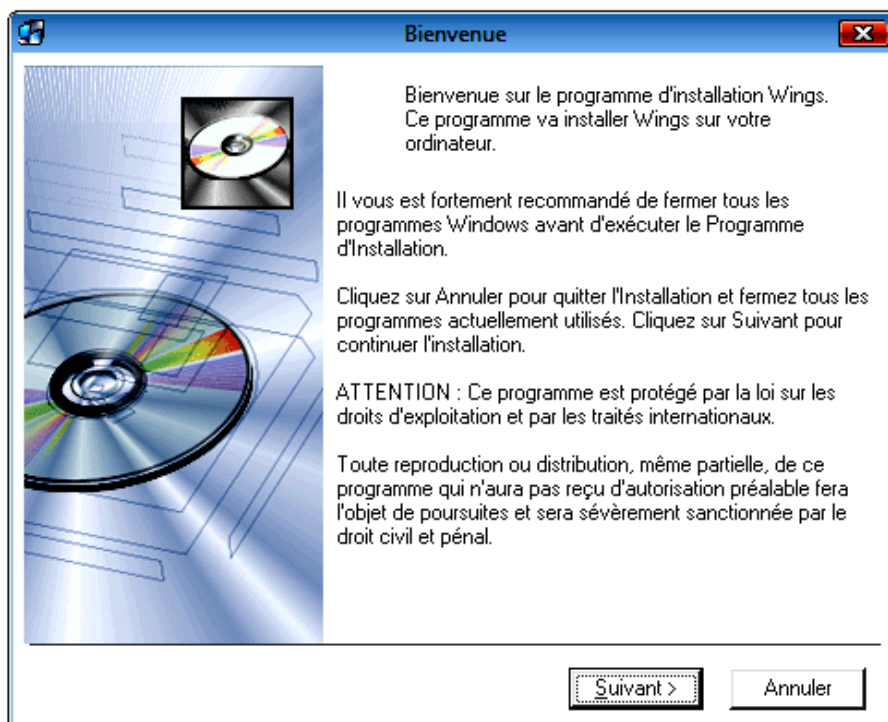 Bienvenue
Bienvenue sur le programme d'installation Wings.
Ce programme va installer Wings sur votre
ordinateur.
Il vous est fortement recommandé de fermer tous les
programmes Windows avant d'exécuter le Programme
d'Installation.
Cliquez sur Annuler pour quitter l'Installation et fermez tous les
programmes actuellement utilisés. Cliquez sur Suivant pour
continuer l'installation.
ATTENTION : Ce programme est protégé par la loi sur les
droits d'exploitation et par les traités internationaux.
Toute reproduction ou distribution, même partielle, de ce
programme qui n'aura pas reçu d'autorisation préalable fera
l'objet de poursuites et sera sévèrement sanctionnée par le
droit civil et pénal.
Suivant >
Annuler